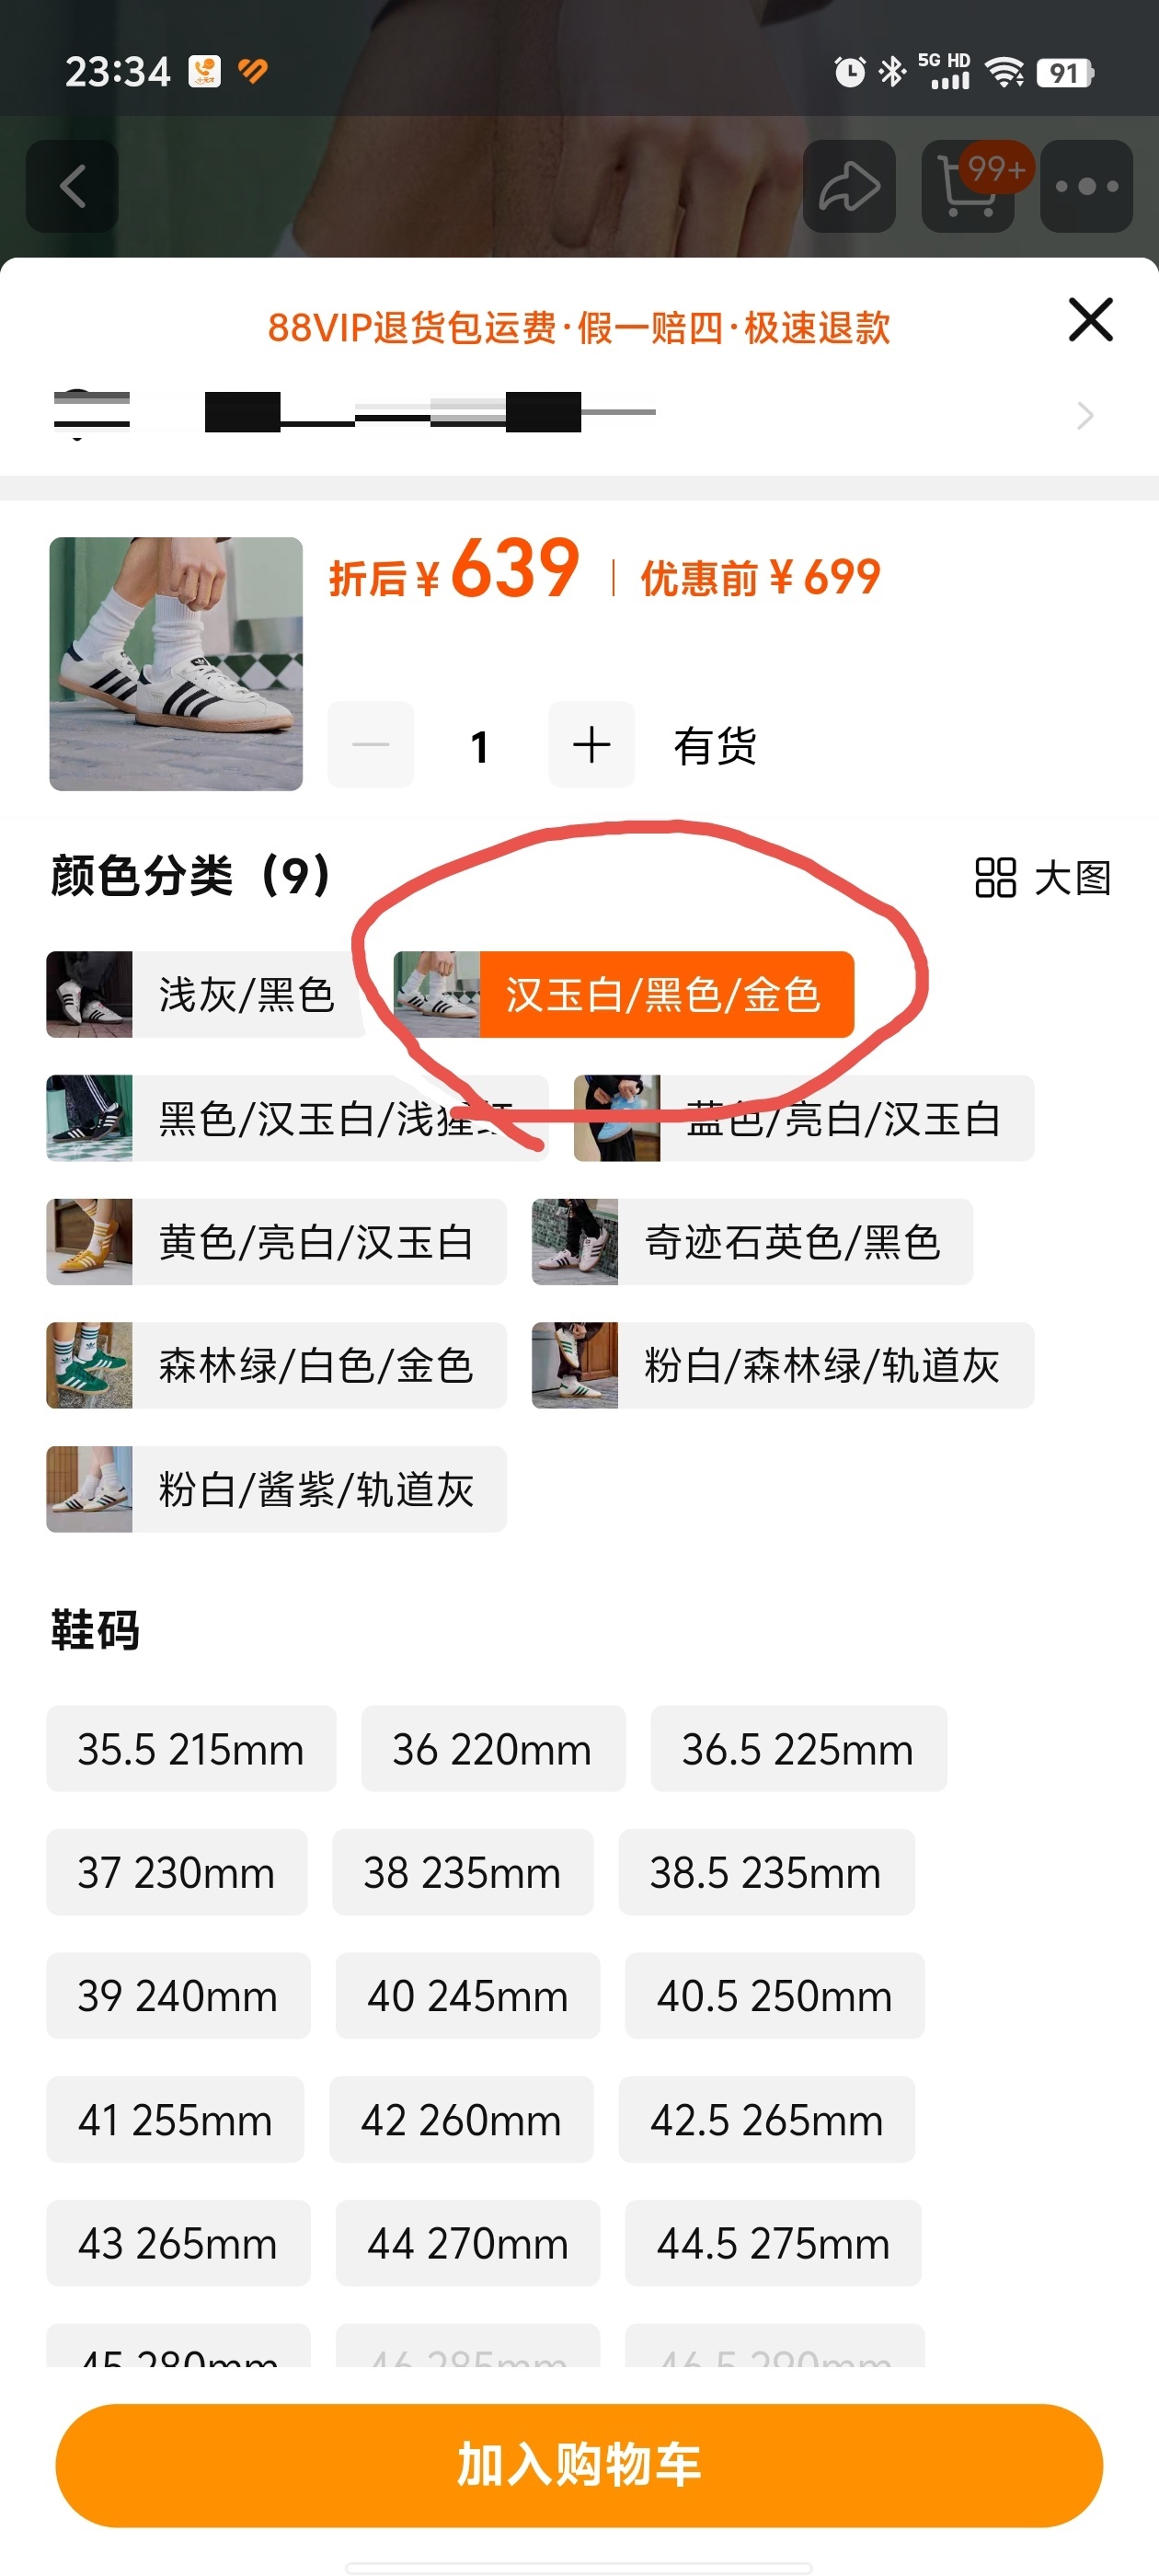 23:34
5G HD
91
99+
88VIP退货包运费·假一赔四·极速退款
折后¥639 | 优惠前¥699
1 有货
颜色分类（9） 大图
浅灰/黑色 汉玉白/黑色/金色
黑色/汉玉白/浅猩红 蓝色/亮白/汉玉白
黄色/亮白/汉玉白 奇迹石英色/黑色
森林绿/白色/金色 粉白/森林绿/轨道灰
粉白/酱紫/轨道灰
鞋码
35.5 215mm 36 220mm 36.5 225mm
37 230mm 38 235mm 38.5 235mm
39 240mm 40 245mm 40.5 250mm
41 255mm 42 260mm 42.5 265mm
43 265mm 44 270mm 44.5 275mm
45 280mm 46 285mm 46.5 290mm
加入购物车